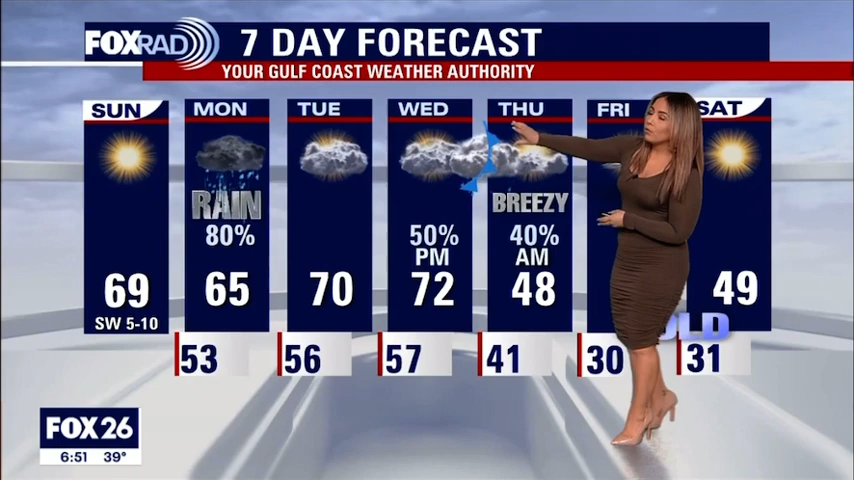 FOXRAD
7 DAY FORECAST
YOUR GULF COAST WEATHER AUTHORITY
SUN
MON
TUE
WED
THU
FRI
SAT
RAIN
BREEZY
80%
50%
PM
40%
AM
69
65
70
72
48
49
SW 5-10
53
56
57
41
30
31
FOX 26
6:51 39°